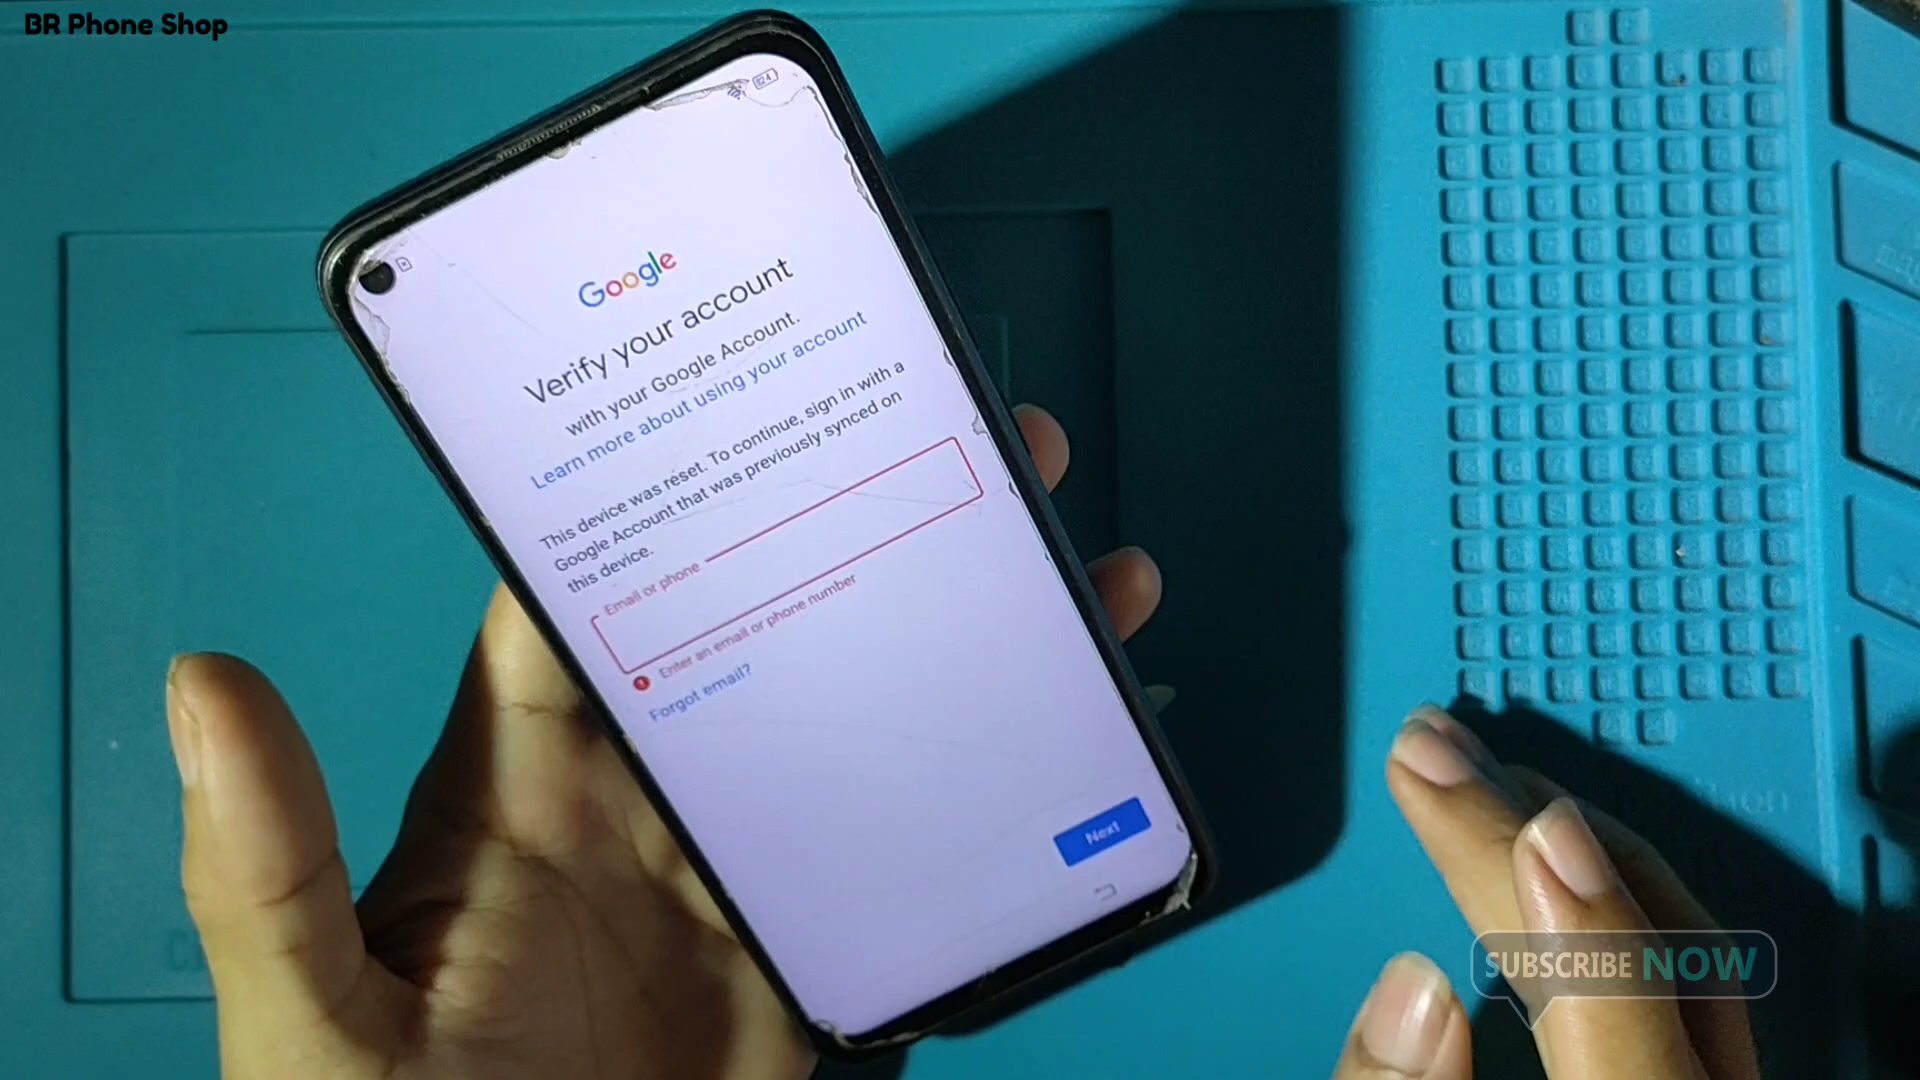 BR Phone Shop
Google
Verify your account
with your Google Account.
Learn more about using your account
This device was reset. To continue, sign in with a
Google Account that was previously synced on
this device.
Email or phone
Enter an email or phone number
Forgot email?
Next
SUBSCRIBE NOW